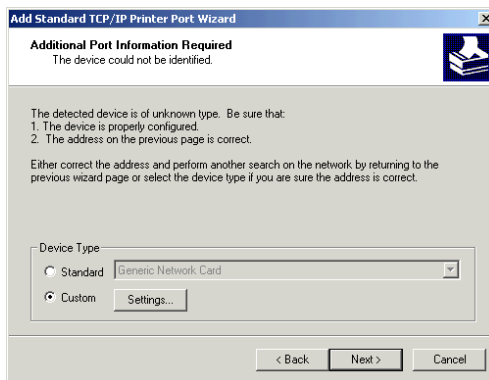 Add Standard TCP/IP Printer Port Wizard
Additional Port Information Required
The device could not be identified.
The detected device is of unknown type. Be sure that:
1. The device is properly configured.
2. The address on the previous page is correct.
Either correct the address and perform another search on the network by returning to the
previous wizard page or select the device type if you are sure the address is correct.
Device Type
Standard Generic Network Card
Custom Settings...
< Back Next > Cancel